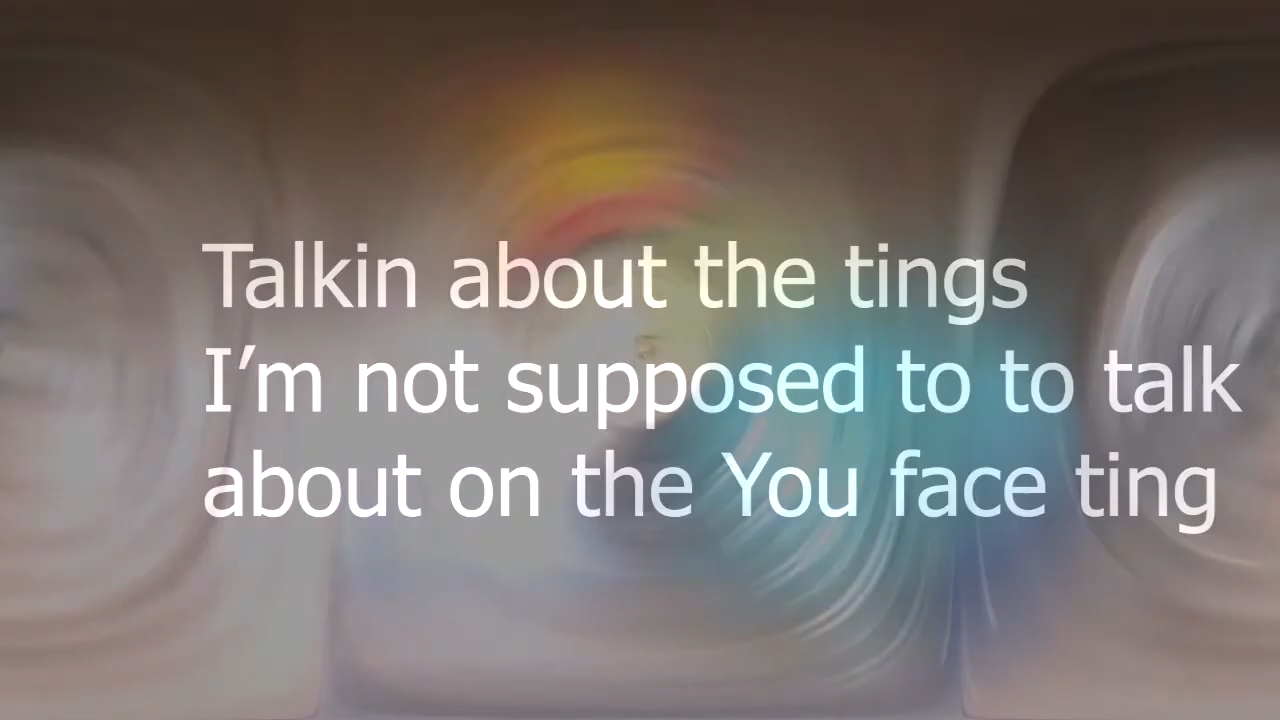 Talkin about the tings
I’m not supposed to to talk
about on the You face ting